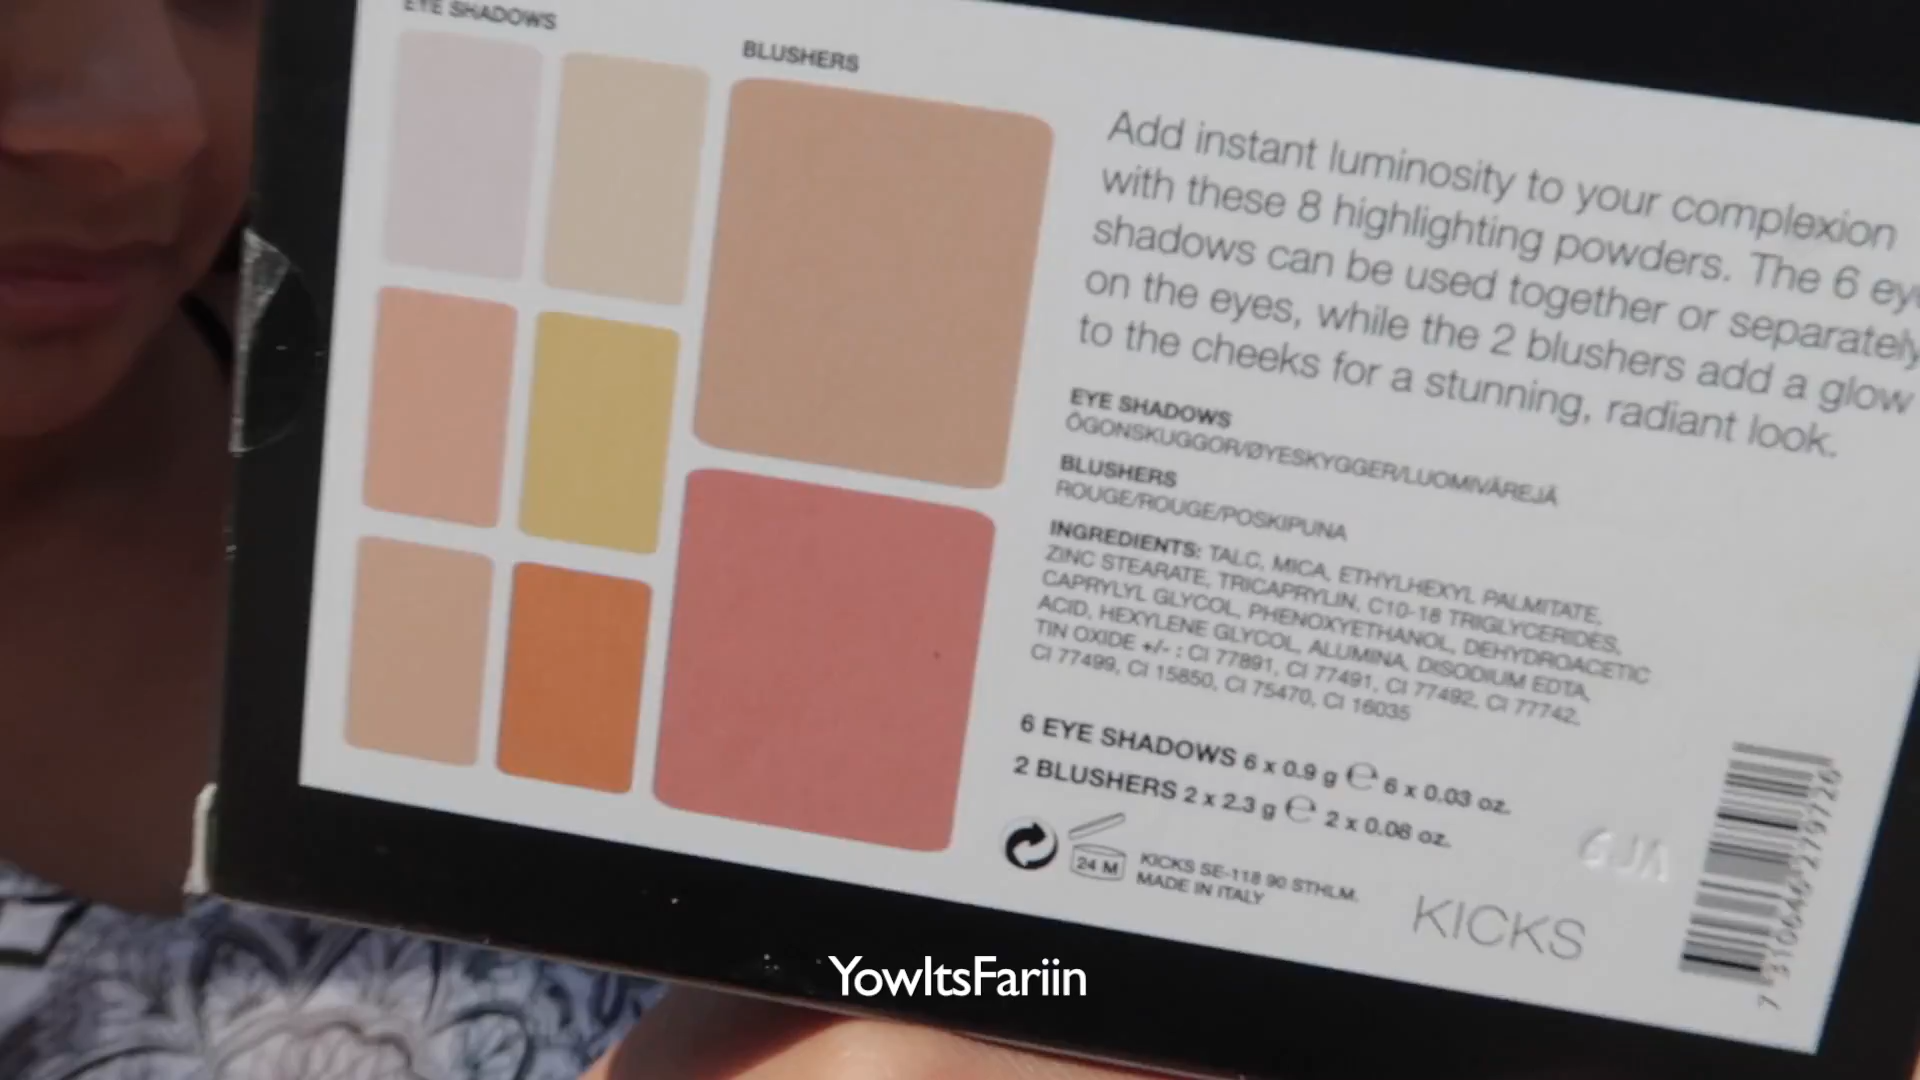 EYE SHADOWS
BLUSHERS
Add instant luminosity to your complexion
with these 8 highlighting powders. The 6 eye
shadows can be used together or separately
on the eyes, while the 2 blushers add a glow
to the cheeks for a stunning, radiant look.
EYE SHADOWS
ÖGONSKUGGOR/ØYESKYGGER/LUOMIVÄREJÄ
BLUSHERS
ROUGE/ROUGE/POSKIPUNA
INGREDIENTS: TALC, MICA, ETHYLHEXYL PALMITATE,
ZINC STEARATE, TRICAPRYLIN, C10-18 TRIGLYCERIDES,
CAPRYLYL GLYCOL, PHENOXYETHANOL, DEHYDROACETIC
ACID, HEXYLENE GLYCOL, ALUMINA, DISODIUM EDTA,
TIN OXIDE +/- : CI 77891, CI 77491, CI 77492, CI 77742,
CI 77499, CI 15850, CI 75470, CI 16035
6 EYE SHADOWS 6 x 0.9 g ℮ 6 x 0.03 oz.
2 BLUSHERS 2 x 2.3 g ℮ 2 x 0.08 oz.
24 M
KICKS SE-118 90 STHLM.
MADE IN ITALY
KICKS
YowItsFariin